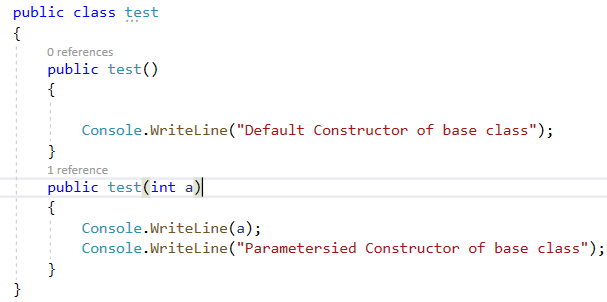 public class test
{
0 references
public test()
{
Console.WriteLine("Default Constructor of base class");
}
1 reference
public test(int a)
{
Console.WriteLine(a);
Console.WriteLine("Parametersied Constructor of base class");
}
}